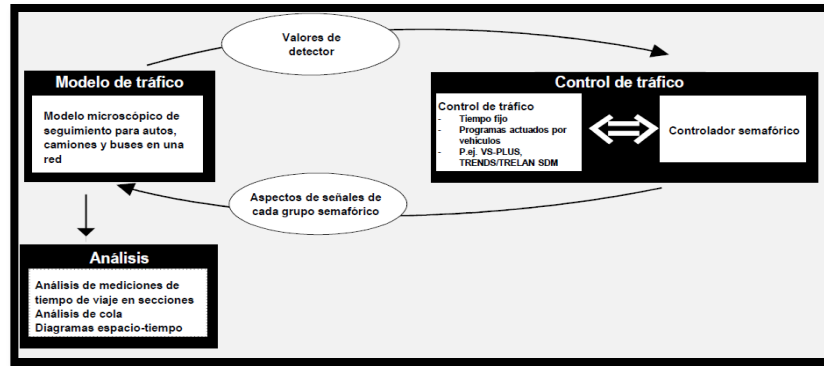 Valores de
detector
Modelo de tráfico
Modelo microscópico de
seguimiento para autos,
camiones y buses en una
red
Control de tráfico
Control de tráfico
- Tiempo fijo
- Programas actuados por
vehículos
- P.ej. VS-PLUS,
TRENDS/TRELAN SDM
Controlador semafórico
Aspectos de señales de
cada grupo semafórico
Análisis
Análisis de mediciones de
tiempo de viaje en secciones
Análisis de cola
Diagramas espacio-tiempo